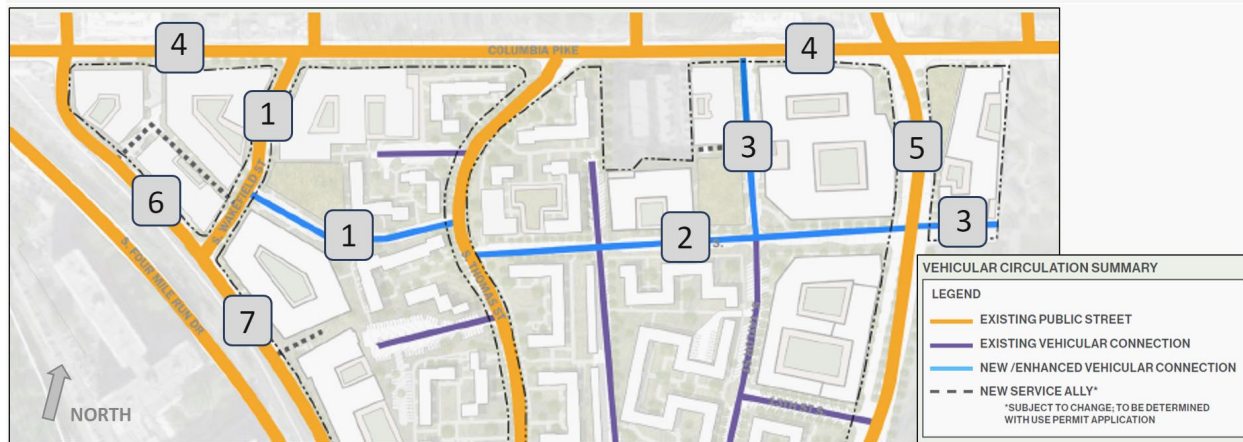 4
4
COLUMBIA PIKE
1
3
5
S. WAKEFIELD ST
6
1
2
S.
3
S. FOUR MILE RUN DR
S. THOMAS ST
7
NORTH
VEHICULAR CIRCULATION SUMMARY
LEGEND
EXISTING PUBLIC STREET
EXISTING VEHICULAR CONNECTION
NEW /ENHANCED VEHICULAR CONNECTION
NEW SERVICE ALLY*
*SUBJECT TO CHANGE; TO BE DETERMINED
WITH USE PERMIT APPLICATION